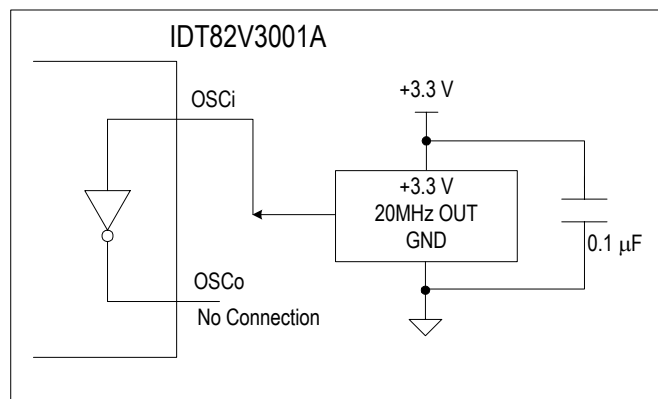 IDT82V3001A
OSCi
+3.3 V
+3.3 V
20MHz OUT
GND
0.1 μF
OSCo
No Connection